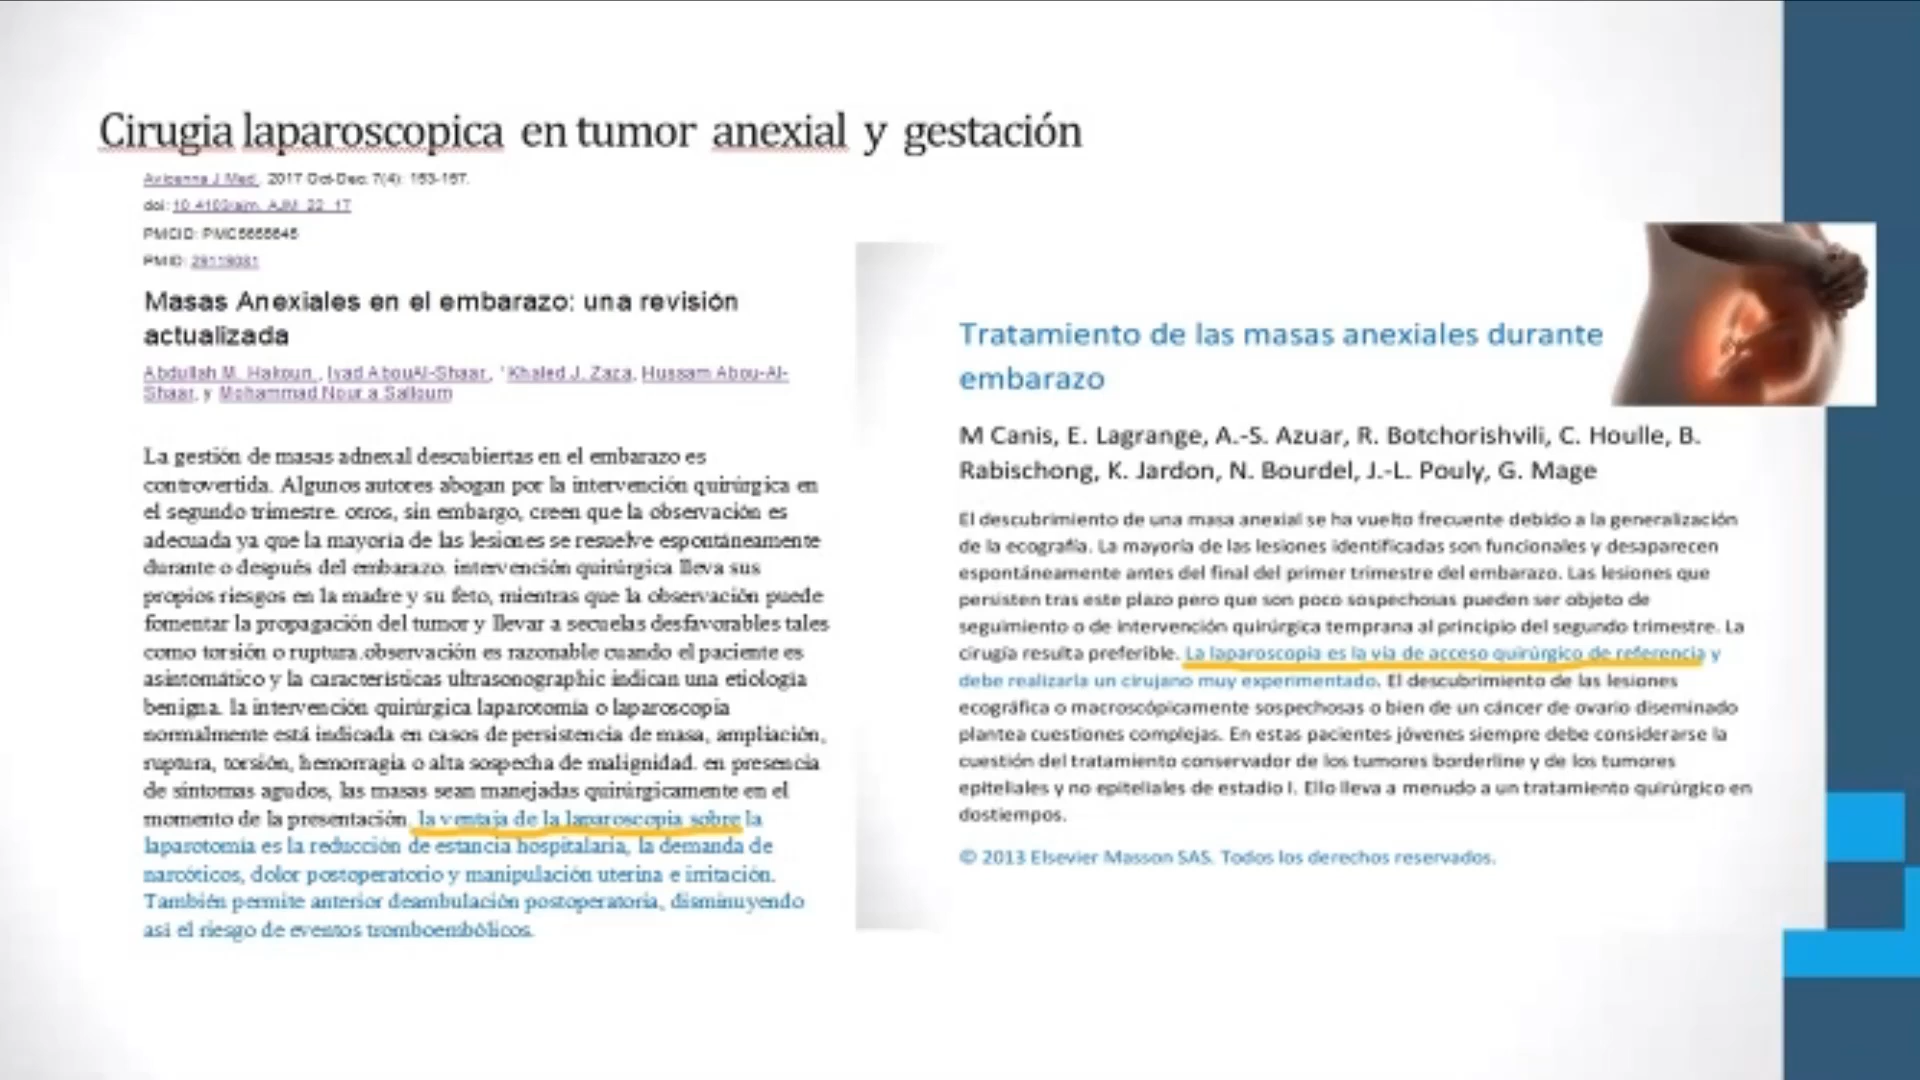 Cirugia laparoscopica en tumor anexial y gestación
Avicenna J Med. 2017 Oct-Dec; 7(4): 153-157.
doi: 10.4103/ajm. AJM_22_17
PMCID: PMC5655645
PMID: 29119081
Masas Anexiales en el embarazo: una revisión
actualizada
Abdullah M. Hakoun , Iyad AbouAl-Shaar , Khaled J. Zaza, Hussam Abou-Al-
Shaar, y Mohammad Nour a Salloum
La gestión de masas adnexal descubiertas en el embarazo es
controvertida. Algunos autores abogan por la intervención quirúrgica en
el segundo trimestre. otros, sin embargo, creen que la observación es
adecuada ya que la mayoría de las lesiones se resuelve espontáneamente
durante o después del embarazo. intervención quirúrgica lleva sus
propios riesgos en la madre y su feto, mientras que la observación puede
fomentar la propagación del tumor y llevar a secuelas desfavorables tales
como torsión o ruptura.observación es razonable cuando el paciente es
asintomático y la características ultrasonographic indican una etiología
benigna. la intervención quirúrgica laparotomía o laparoscopia
normalmente está indicada en casos de persistencia de masa, ampliación,
ruptura, torsión, hemorragia o alta sospecha de malignidad. en presencia
de síntomas agudos, las masas sean manejadas quirúrgicamente en el
momento de la presentación. la ventaja de la laparoscopia sobre la
laparotomía es la reducción de estancia hospitalaria, la demanda de
narcóticos, dolor postoperatorio y manipulación uterina e irritación.
También permite anterior deambulación postoperatoria, disminuyendo
así el riesgo de eventos tromboembólicos.
Tratamiento de las masas anexiales durante
embarazo
M Canis, E. Lagrange, A.-S. Azuar, R. Botchorishvili, C. Houlle, B.
Rabischong, K. Jardon, N. Bourdel, J.-L. Pouly, G. Mage
El descubrimiento de una masa anexial se ha vuelto frecuente debido a la generalización
de la ecografía. La mayoría de las lesiones identificadas son funcionales y desaparecen
espontáneamente antes del final del primer trimestre del embarazo. Las lesiones que
persisten tras este plazo pero que son poco sospechosas pueden ser objeto de
seguimiento o de intervención quirúrgica temprana al principio del segundo trimestre. La
cirugía resulta preferible. La laparoscopia es la vía de acceso quirúrgico de referencia y
debe realizarla un cirujano muy experimentado. El descubrimiento de las lesiones
ecográfica o macroscópicamente sospechosas o bien de un cáncer de ovario diseminado
plantea cuestiones complejas. En estas pacientes jóvenes siempre debe considerarse la
cuestión del tratamiento conservador de los tumores borderline y de los tumores
epiteliales y no epiteliales de estadio I. Ello lleva a menudo a un tratamiento quirúrgico en
dostiempos.
© 2013 Elsevier Masson SAS. Todos los derechos reservados.